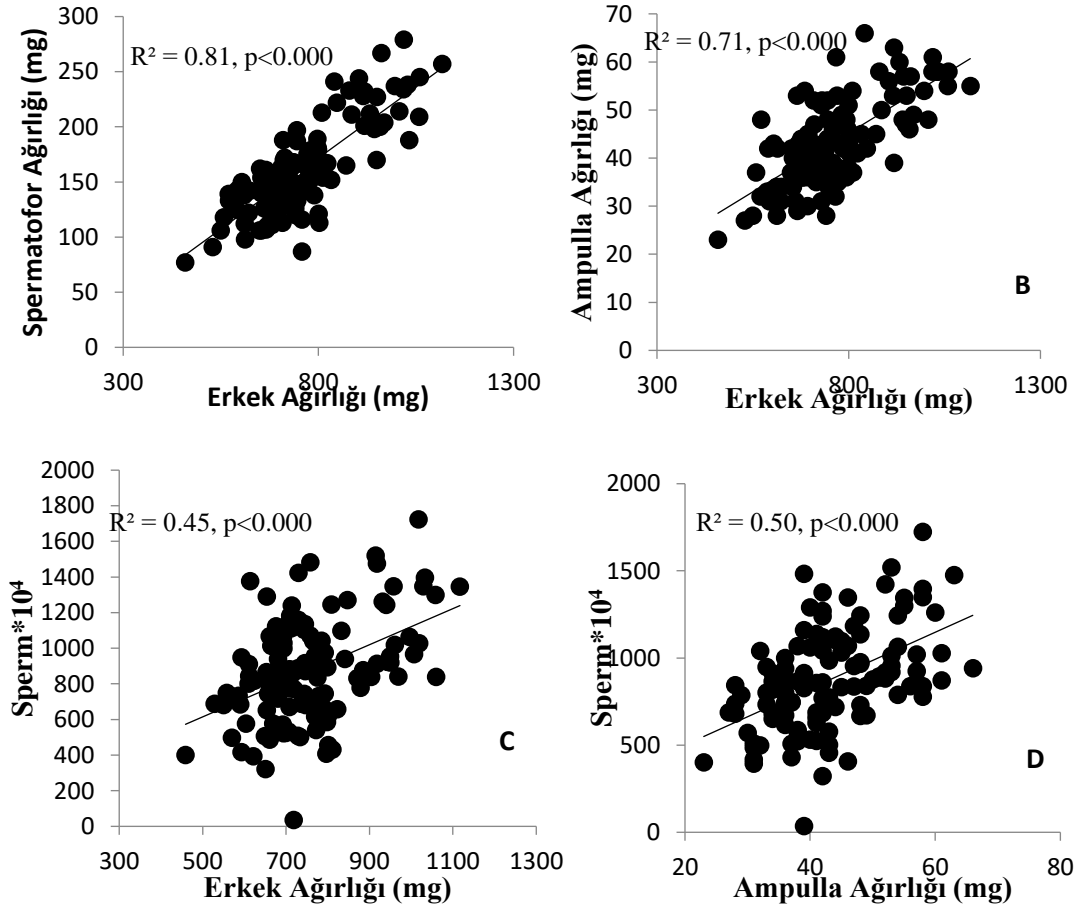 Spermatofor Ağırlığı (mg)
300
250
200
150
100
50
0
R² = 0.81, p<0.000
300 800 1300
Erkek Ağırlığı (mg)
Ampulla Ağırlığı (mg)
70
60
50
40
30
20
10
0
R² = 0.71, p<0.000
B
300 800 1300
Erkek Ağırlığı (mg)
Sperm*10⁴
2000
1800
1600
1400
1200
1000
800
600
400
200
0
R² = 0.45, p<0.000
C
300 500 700 900 1100 1300
Erkek Ağırlığı (mg)
Sperm*10⁴
2000
1500
1000
500
0
R² = 0.50, p<0.000
D
20 40 60 80
Ampulla Ağırlığı (mg)